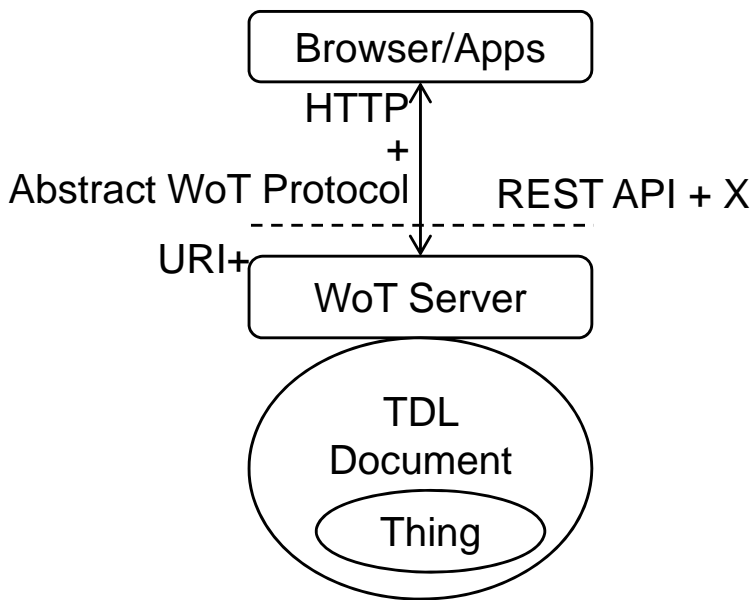 Browser/Apps
HTTP
+
Abstract WoT Protocol
REST API + X
URI+
WoT Server
TDL
Document
Thing